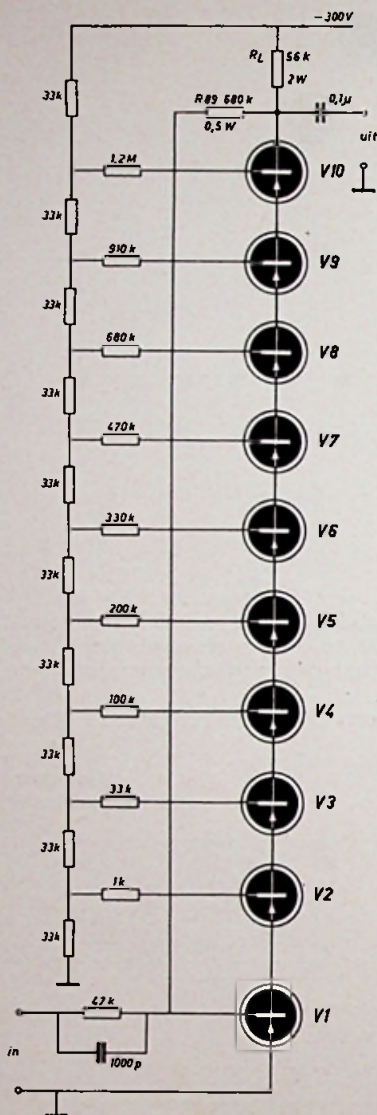 -300V
RL 56k
2W
33k
R89 680k
0,5 W
0,1µ
uit
1.2M
V10
33k
910k
V9
33k
680k
V8
33k
470k
V7
33k
330k
V6
33k
200k
V5
33k
100k
V4
33k
33k
V3
33k
1k
V2
33k
47k
V1
in
1000p